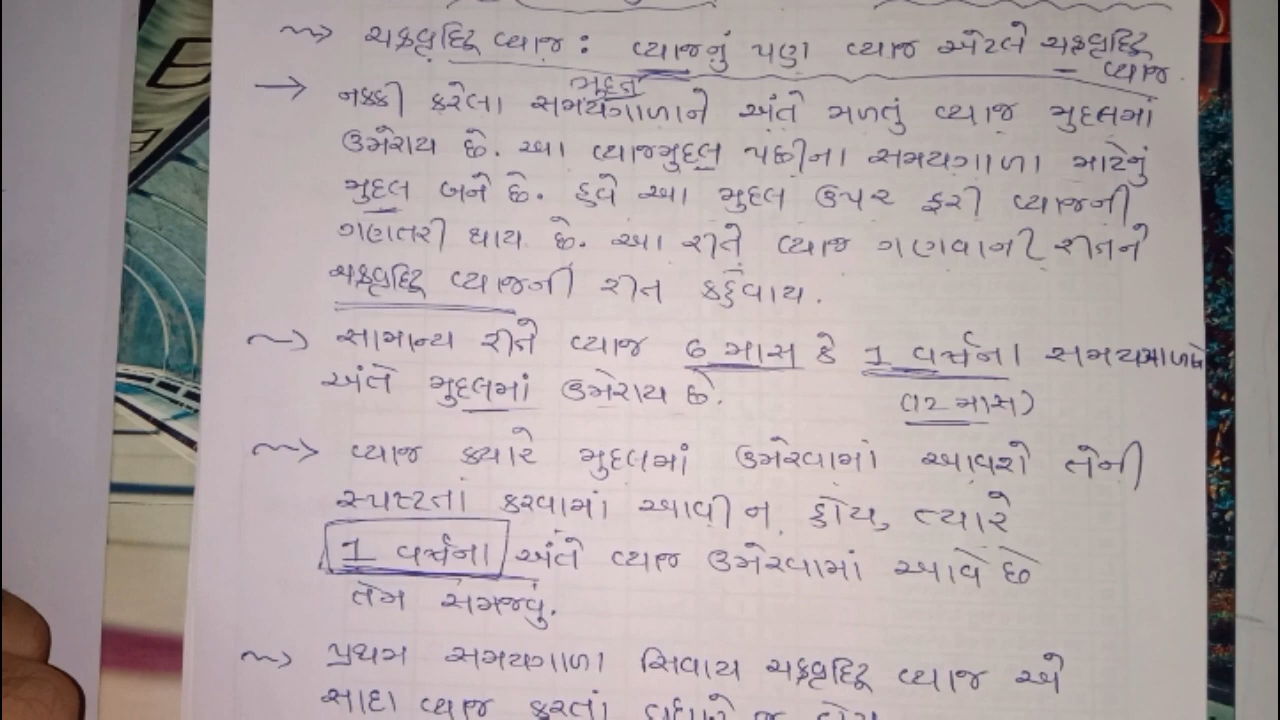 ચક્રવૃદ્ધિ વ્યાજ : વ્યાજનું પણ વ્યાજ એટલે ચક્રવૃદ્ધિ
વ્યાજ.
મુદત
→ નક્કી કરેલા સમયગાળાને અંતે મળતું વ્યાજ મુદ્દલમાં
ઉમેરાય છે. આ વ્યાજમુદ્દલ પછીના સમયગાળા માટેનું
મુદ્દલ બને છે. હવે આ મુદ્દલ ઉપર ફરી વ્યાજની
ગણતરી થાય છે. આ રીતે વ્યાજ ગણવાની રીતને
ચક્રવૃદ્ધિ વ્યાજની રીત કહેવાય.
સામાન્ય રીતે વ્યાજ 6 માસ કે 1 વર્ષના સમયગાળાને
અંતે મુદ્દલમાં ઉમેરાય છે.
(12 માસ)
વ્યાજ ક્યારે મુદ્દલમાં ઉમેરવામાં આવશે તેની
સ્પષ્ટતા કરવામાં આવી ન હોય, ત્યારે
1 વર્ષના અંતે વ્યાજ ઉમેરવામાં આવે છે
તેમ સમજવું.
પ્રથમ સમયગાળા સિવાય ચક્રવૃદ્ધિ વ્યાજ એ
સાદા વ્યાજ કરતાં